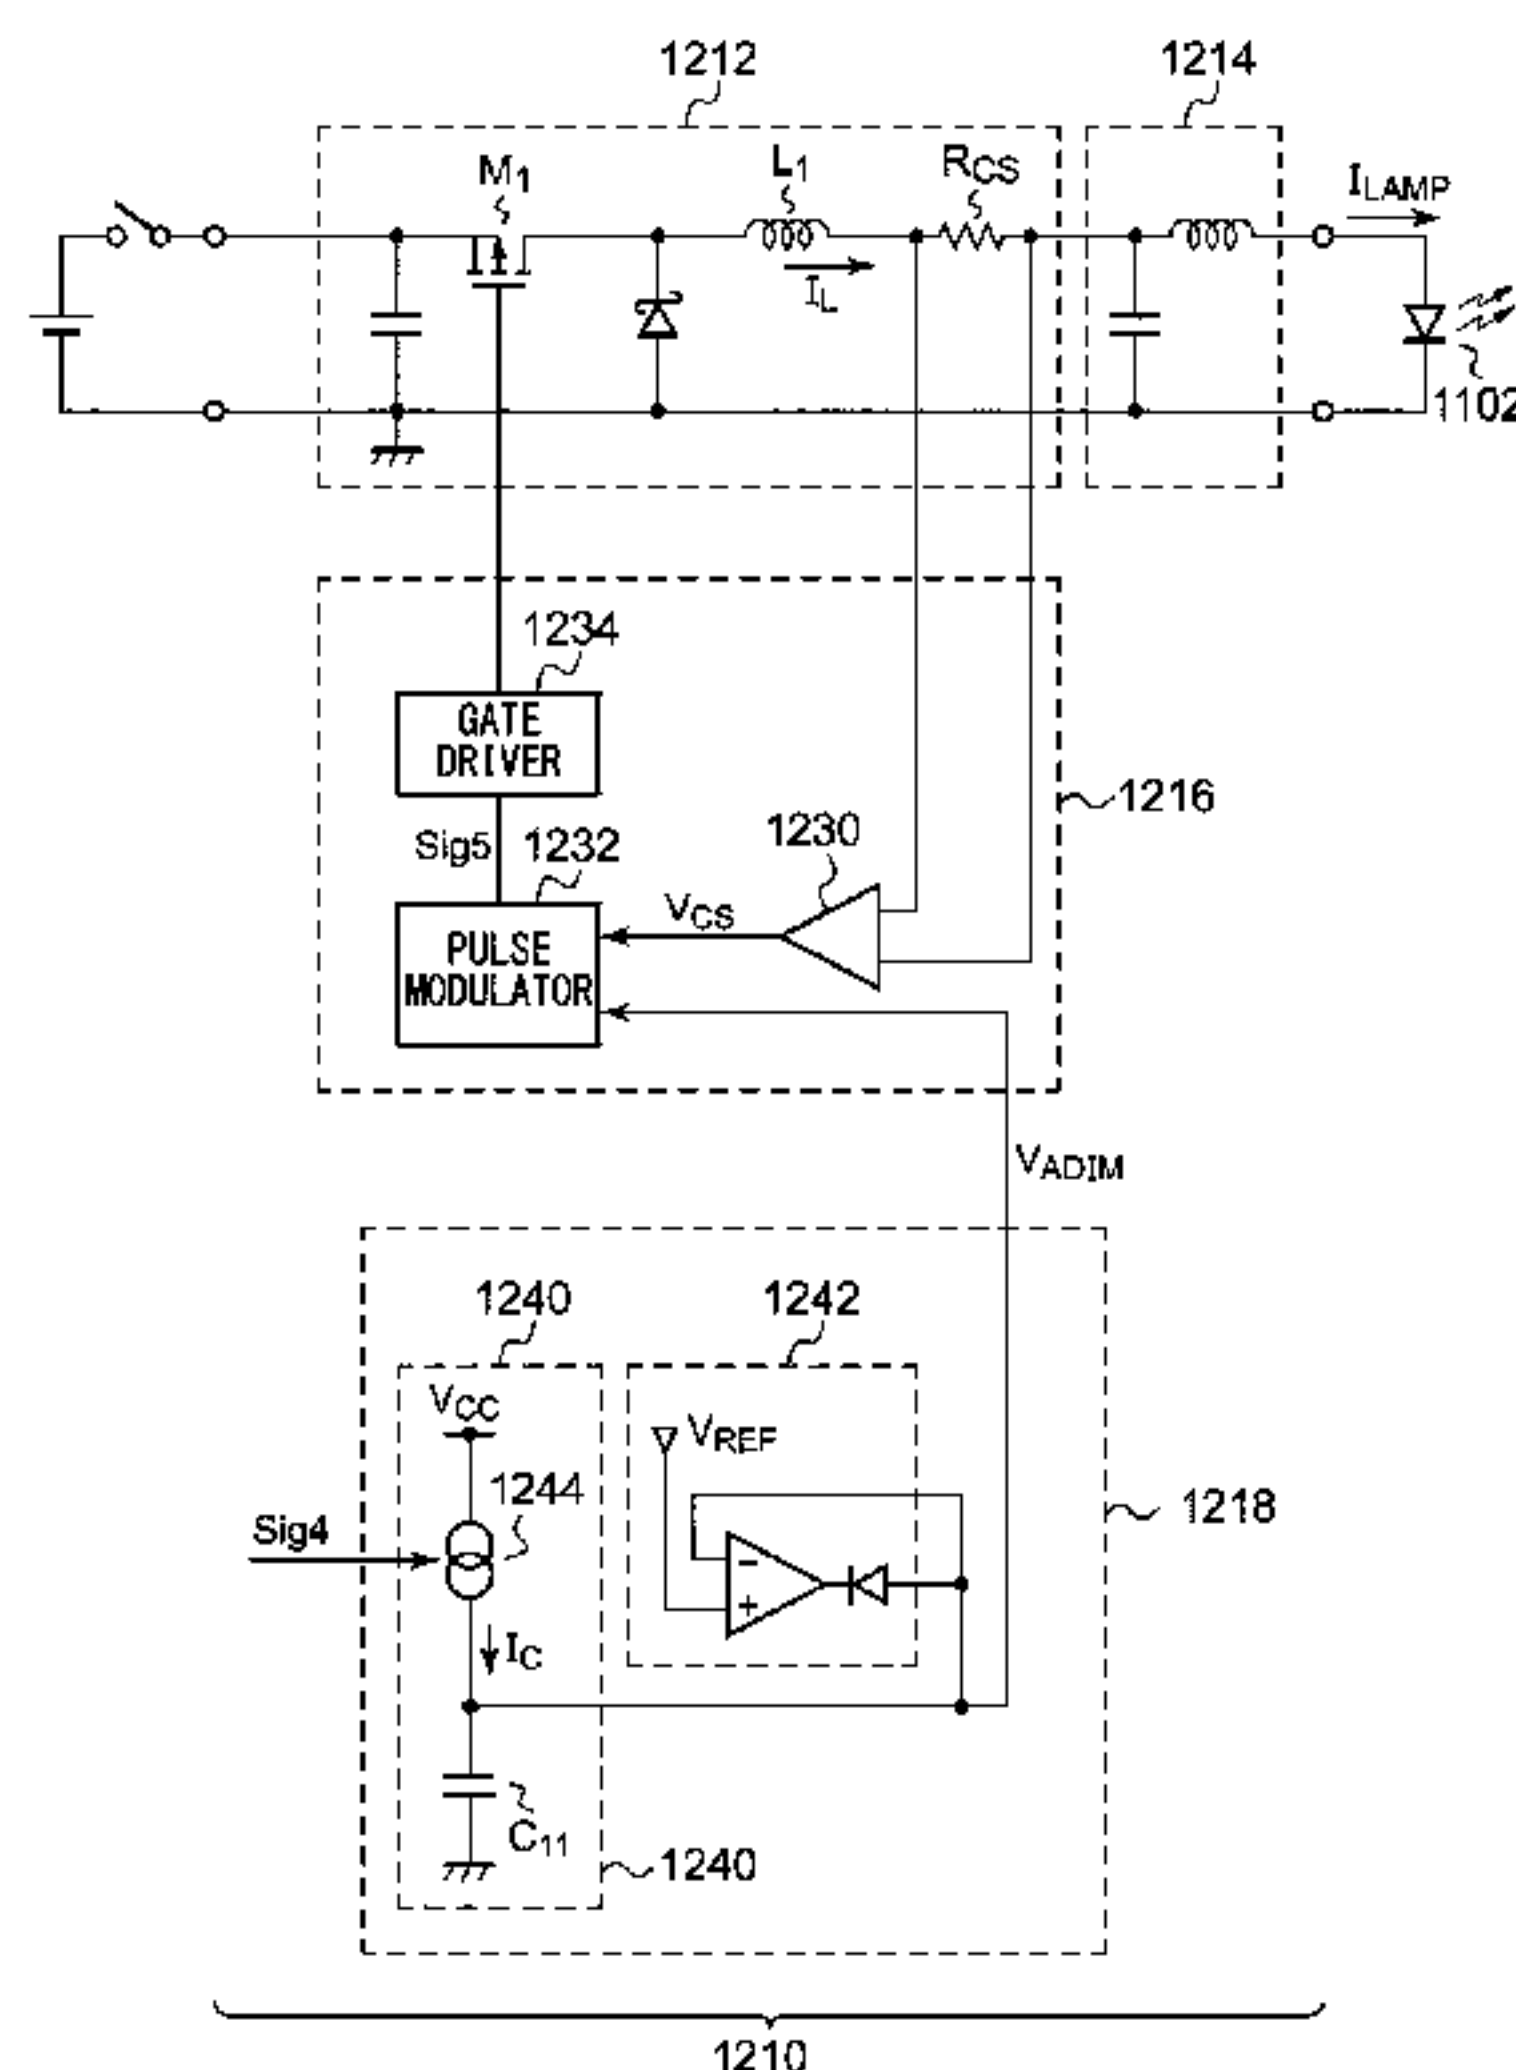 1212
1214
M1
L1
RCS
ILAMP
IL
1102
1234
GATE
DRIVER
1216
Sig5
1232
1230
VCS
PULSE
MODULATOR
VADIM
1240
1242
VCC
VREF
1244
Sig4
1218
−
+
IC
C11
1240
1210